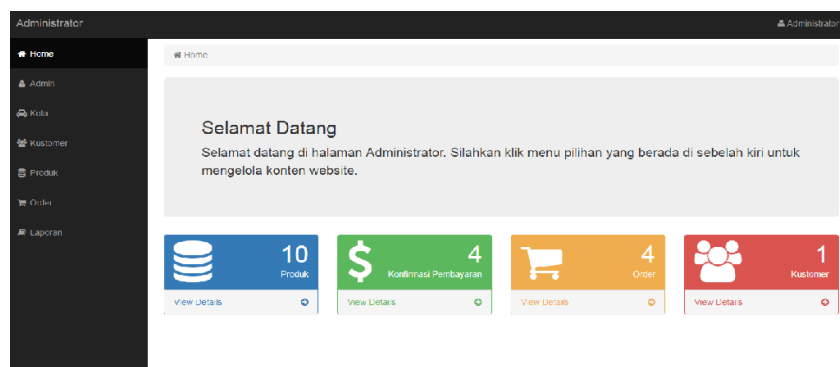 Administrator
Administrator
Home
Admin
Kota
Kustomer
Produk
Order
Laporan
Home
Selamat Datang
Selamat datang di halaman Administrator. Silahkan klik menu pilihan yang berada di sebelah kiri untuk
mengelola konten website.
10
Produk
View Details
4
Konfirmasi Pembayaran
View Details
4
Order
View Details
1
Kustomer
View Details